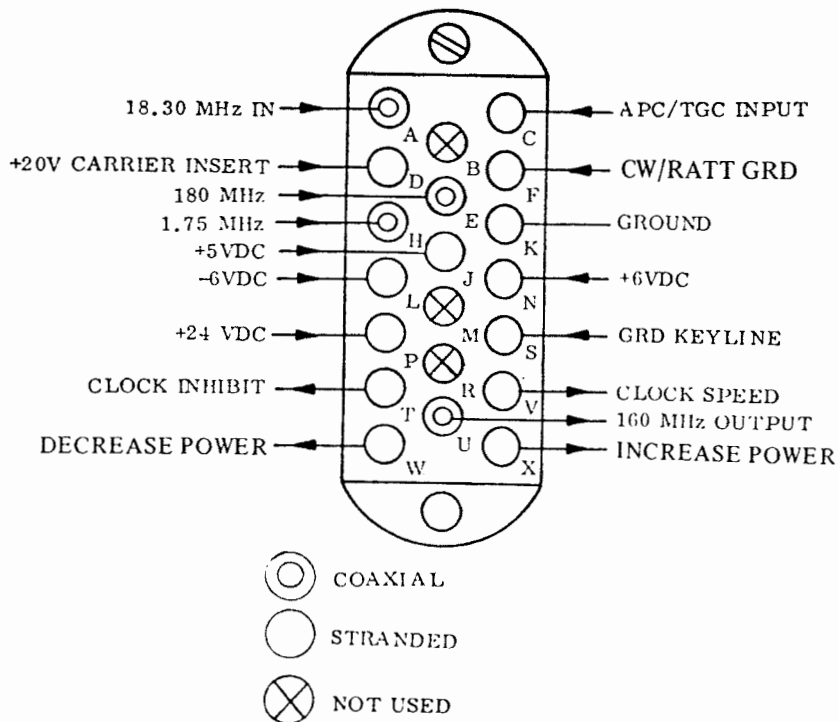 18.30 MHz IN
APC/TGC INPUT
A
C
B
+20V CARRIER INSERT
CW/RATT GRD
D
F
180 MHz
E
1.75 MHz
GROUND
H
K
+5VDC
J
-6VDC
+6VDC
L
N
+24 VDC
M
GRD KEYLINE
S
P
R
CLOCK INHIBIT
CLOCK SPEED
V
T
160 MHz OUTPUT
U
DECREASE POWER
INCREASE POWER
W
X
COAXIAL
STRANDED
NOT USED